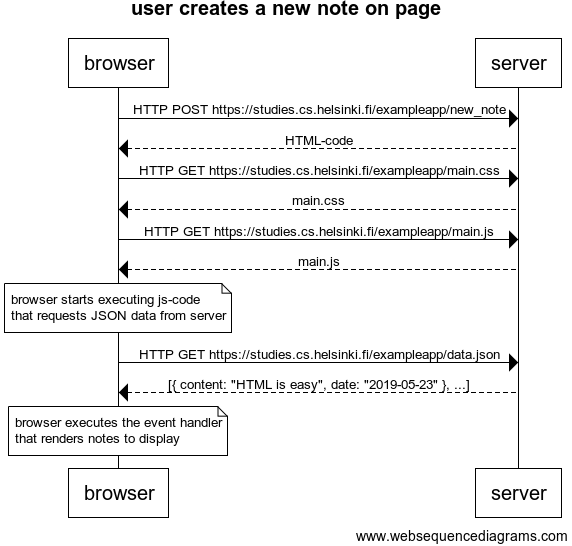 user creates a new note on page
browser
server
HTTP POST https://studies.cs.helsinki.fi/exampleapp/new_note
HTML-code
HTTP GET https://studies.cs.helsinki.fi/exampleapp/main.css
main.css
HTTP GET https://studies.cs.helsinki.fi/exampleapp/main.js
main.js
browser starts executing js-code
that requests JSON data from server
HTTP GET https://studies.cs.helsinki.fi/exampleapp/data.json
[{ content: "HTML is easy", date: "2019-05-23" }, ...]
browser executes the event handler
that renders notes to display
browser
server
www.websequencediagrams.com